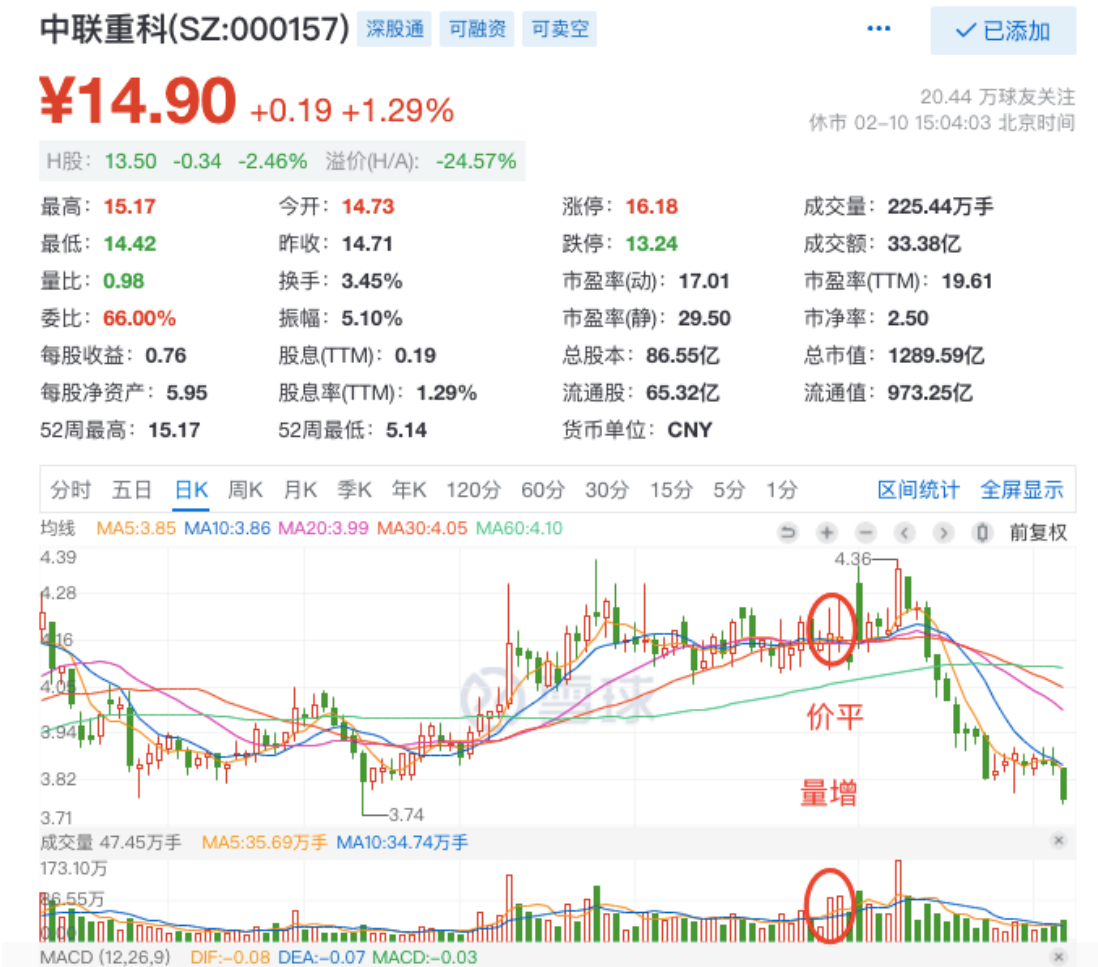 中联重科(SZ:000157) 深股通 可融资 可卖空 ••• ✓ 已添加
¥14.90 +0.19 +1.29%
20.44 万球友关注
休市 02-10 15:04:03 北京时间
H股: 13.50 -0.34 -2.46% 溢价(H/A): -24.57%
最高: 15.17 今开: 14.73 涨停: 16.18 成交量: 225.44万手
最低: 14.42 昨收: 14.71 跌停: 13.24 成交额: 33.38亿
量比: 0.98 换手: 3.45% 市盈率(动): 17.01 市盈率(TTM): 19.61
委比: 66.00% 振幅: 5.10% 市盈率(静): 29.50 市净率: 2.50
每股收益: 0.76 股息(TTM): 0.19 总股本: 86.55亿 总市值: 1289.59亿
每股净资产: 5.95 股息率(TTM): 1.29% 流通股: 65.32亿 流通值: 973.25亿
52周最高: 15.17 52周最低: 5.14 货币单位: CNY
分时 五日 日K 周K 月K 季K 年K 120分 60分 30分 15分 5分 1分 区间统计 全屏显示
均线 MA5:3.85 MA10:3.86 MA20:3.99 MA30:4.05 MA60:4.10 前复权
4.39
4.36
4.28
4.16
4.05
雪球
价平
3.94
3.82
量增
3.74
3.71
成交量 47.45万手 MA5:35.69万手 MA10:34.74万手
173.10万
86.55万
0.00
MACD (12,26,9) DIF:-0.08 DEA:-0.07 MACD:-0.03